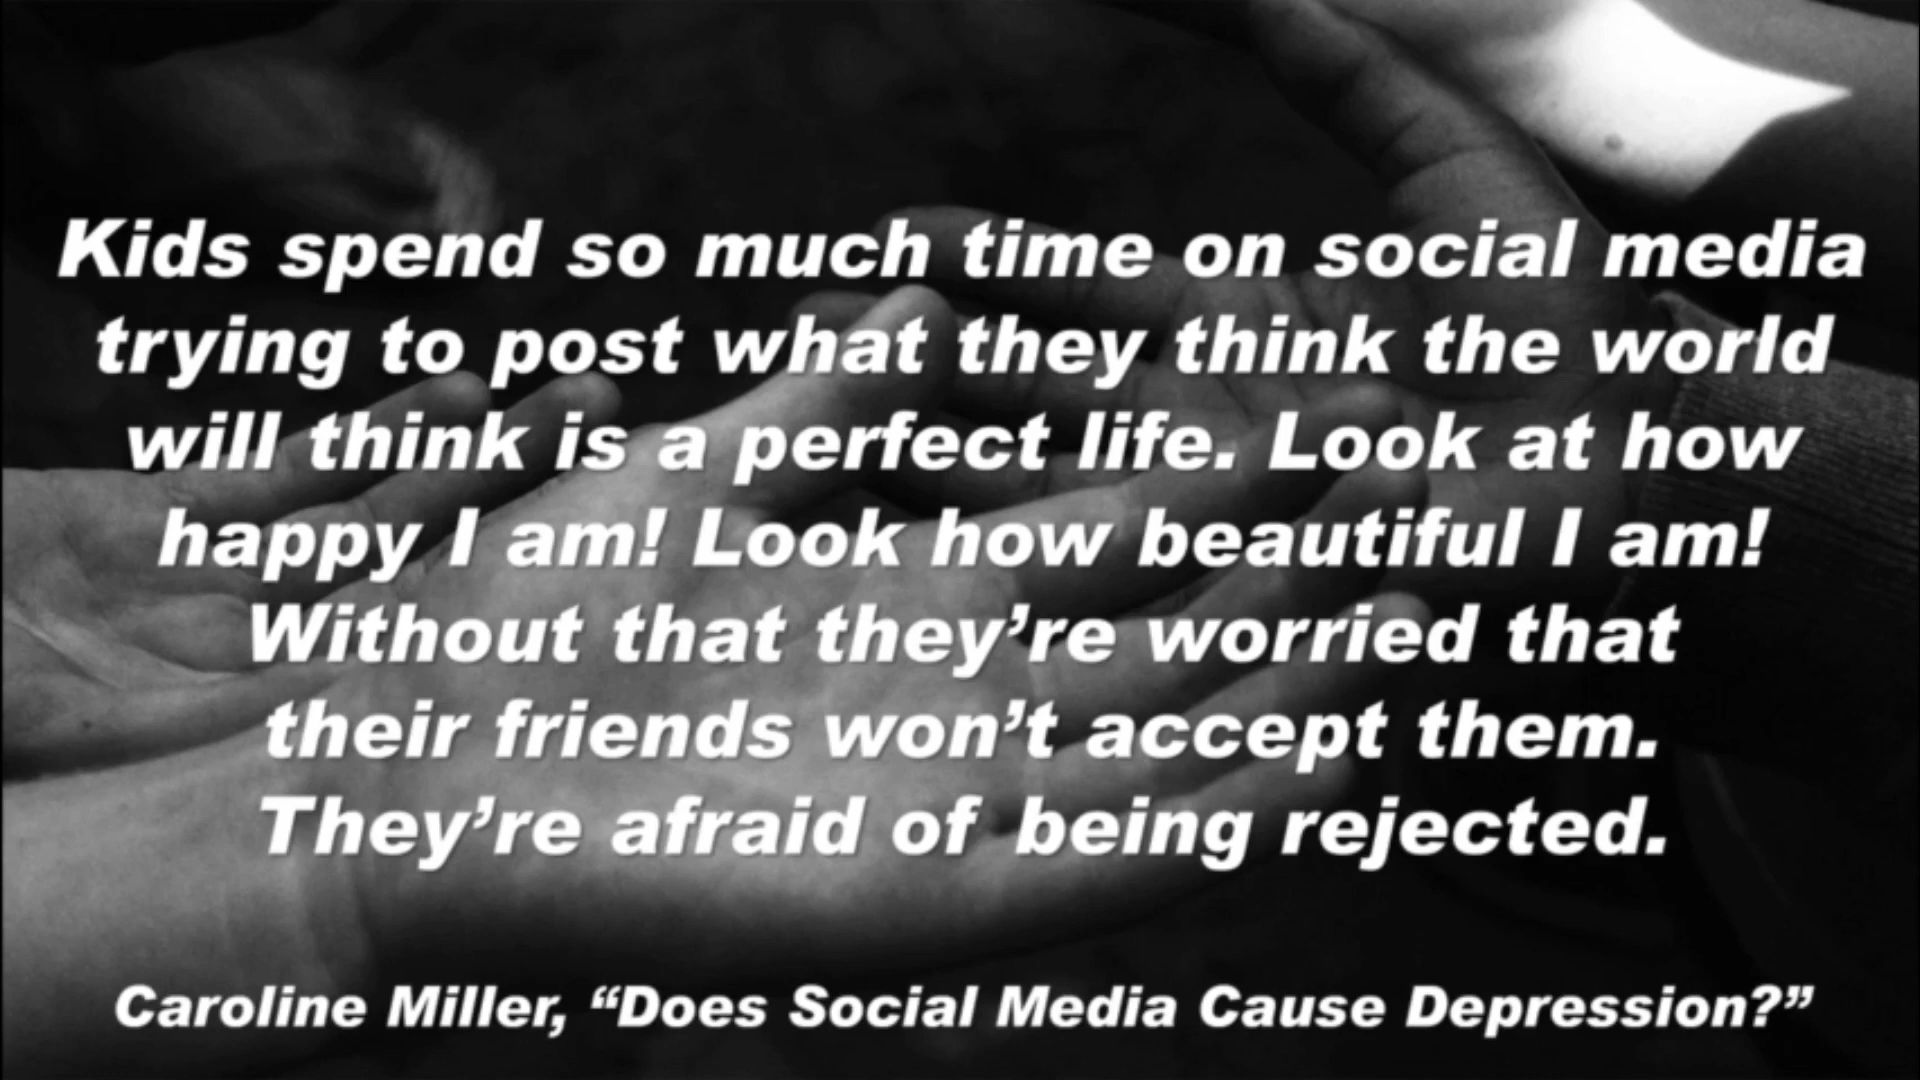 Kids spend so much time on social media
trying to post what they think the world
will think is a perfect life. Look at how
happy I am! Look how beautiful I am!
Without that they’re worried that
their friends won’t accept them.
They’re afraid of being rejected.
Caroline Miller, “Does Social Media Cause Depression?”